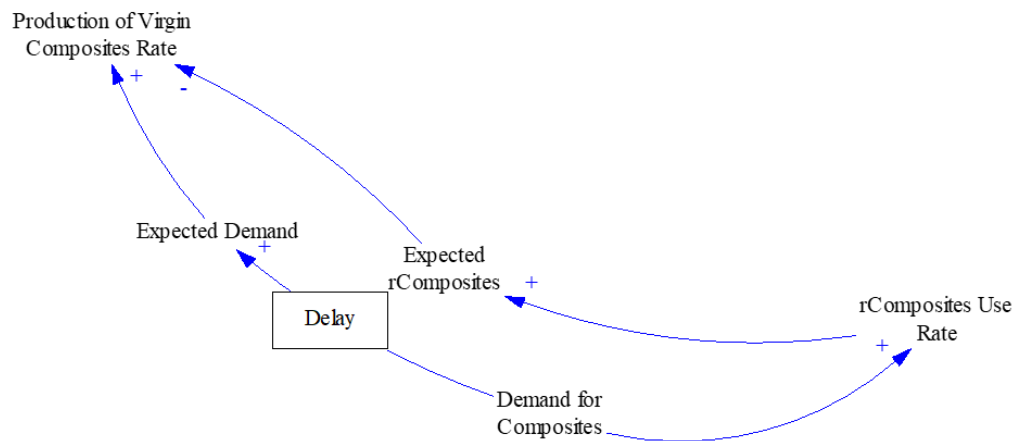 Production of Virgin
Composites Rate
+
-
Expected Demand
+
Expected
rComposites
+
Delay
rComposites Use
Rate
+
Demand for
Composites